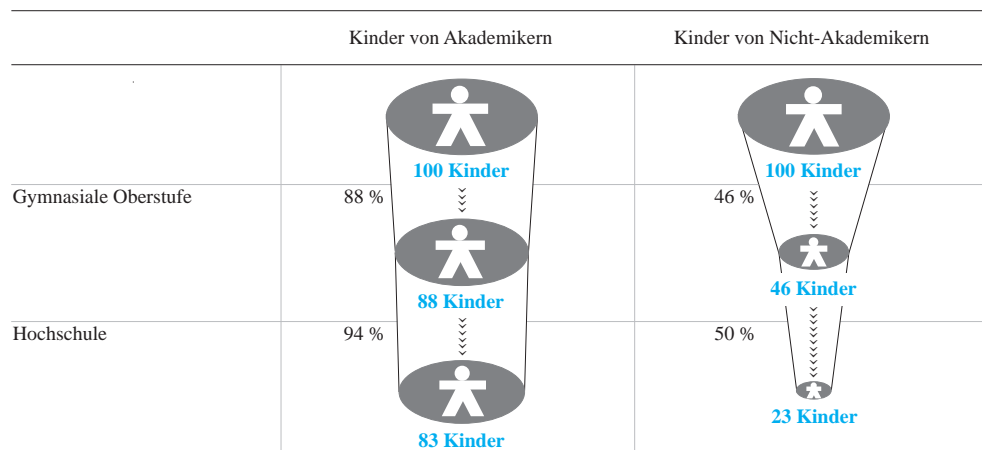 Kinder von Akademikern Kinder von Nicht-Akademikern
100 Kinder 100 Kinder
Gymnasiale Oberstufe 88 % 46 %
88 Kinder 46 Kinder
Hochschule 94 % 50 %
83 Kinder 23 Kinder